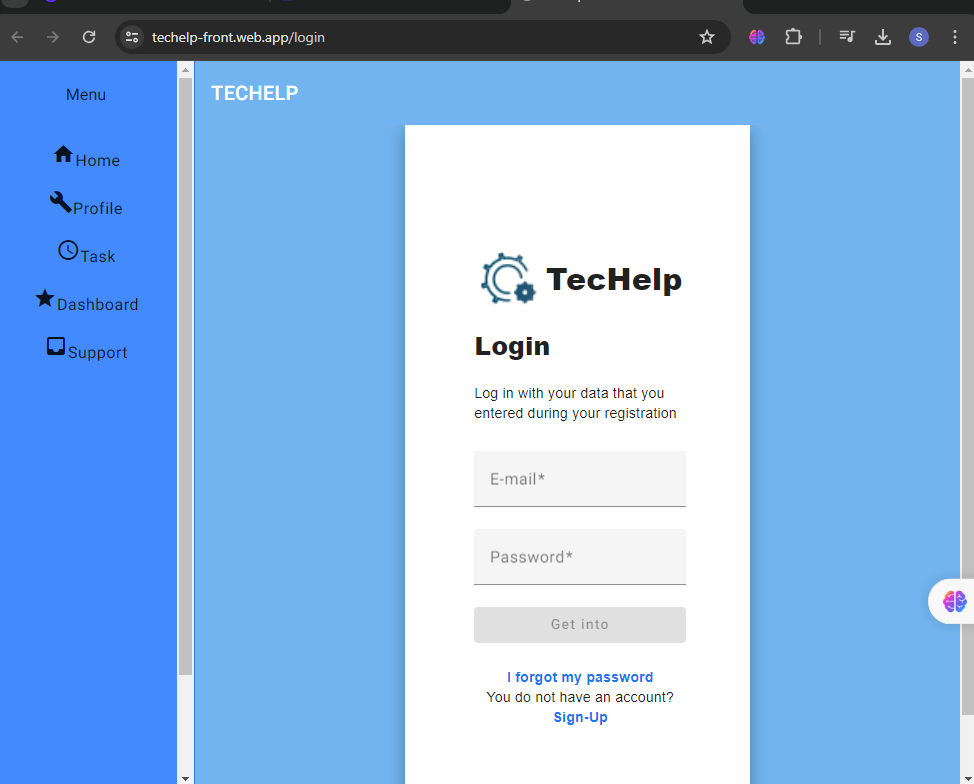 techelp-front.web.app/login
S
Menu
Home
Profile
Task
Dashboard
Support
TECHELP
TecHelp
Login
Log in with your data that you
entered during your registration
E-mail*
Password*
Get into
I forgot my password
You do not have an account?
Sign-Up